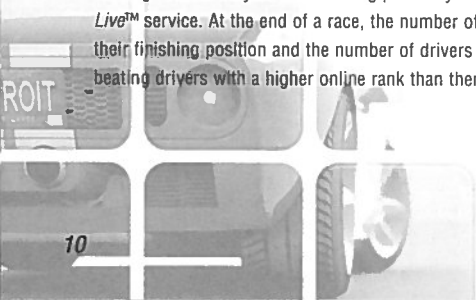 Live™ service. At the end of a race, the number of
their finishing position and the number of drivers
beating drivers with a higher online rank than
ROIT
10